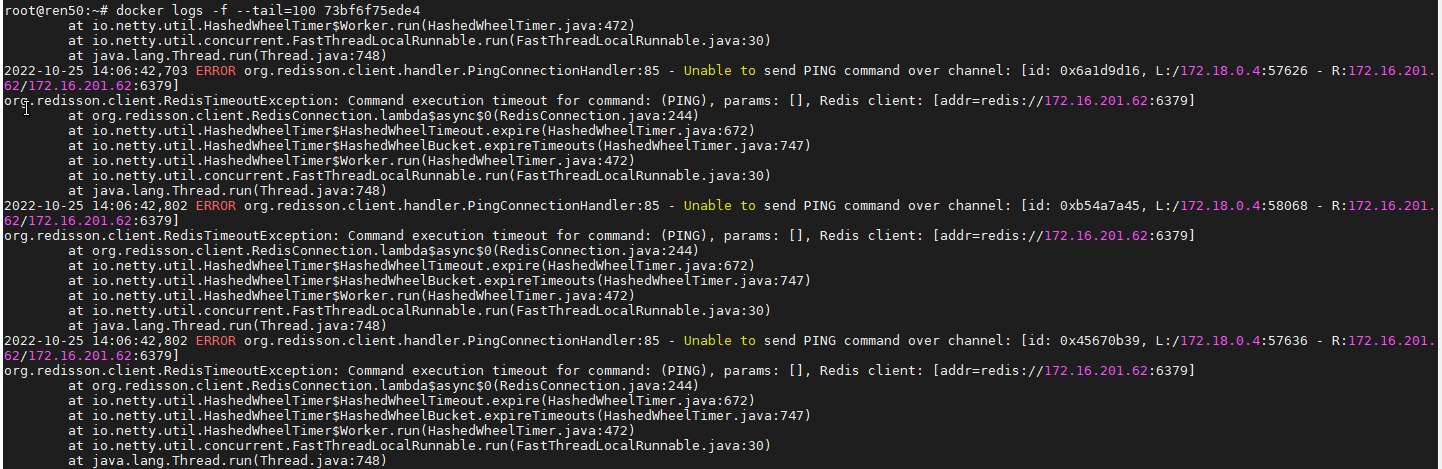 root@ren50:~# docker logs -f --tail=100 73bf6f75ede4
at io.netty.util.HashedWheelTimer$Worker.run(HashedWheelTimer.java:472)
at io.netty.util.concurrent.FastThreadLocalRunnable.run(FastThreadLocalRunnable.java:30)
at java.lang.Thread.run(Thread.java:748)
2022-10-25 14:06:42,703 ERROR org.redisson.client.handler.PingConnectionHandler:85 - Unable to send PING command over channel: [id: 0x6a1d9d16, L:/172.18.0.4:57626 - R:172.16.201.
62/172.16.201.62:6379]
org.redisson.client.RedisTimeoutException: Command execution timeout for command: (PING), params: [], Redis client: [addr=redis://172.16.201.62:6379]
at org.redisson.client.RedisConnection.lambda$async$0(RedisConnection.java:244)
at io.netty.util.HashedWheelTimer$HashedWheelTimeout.expire(HashedWheelTimer.java:672)
at io.netty.util.HashedWheelTimer$HashedWheelBucket.expireTimeouts(HashedWheelTimer.java:747)
at io.netty.util.HashedWheelTimer$Worker.run(HashedWheelTimer.java:472)
at io.netty.util.concurrent.FastThreadLocalRunnable.run(FastThreadLocalRunnable.java:30)
at java.lang.Thread.run(Thread.java:748)
2022-10-25 14:06:42,802 ERROR org.redisson.client.handler.PingConnectionHandler:85 - Unable to send PING command over channel: [id: 0xb54a7a45, L:/172.18.0.4:58068 - R:172.16.201.
62/172.16.201.62:6379]
org.redisson.client.RedisTimeoutException: Command execution timeout for command: (PING), params: [], Redis client: [addr=redis://172.16.201.62:6379]
at org.redisson.client.RedisConnection.lambda$async$0(RedisConnection.java:244)
at io.netty.util.HashedWheelTimer$HashedWheelTimeout.expire(HashedWheelTimer.java:672)
at io.netty.util.HashedWheelTimer$HashedWheelBucket.expireTimeouts(HashedWheelTimer.java:747)
at io.netty.util.HashedWheelTimer$Worker.run(HashedWheelTimer.java:472)
at io.netty.util.concurrent.FastThreadLocalRunnable.run(FastThreadLocalRunnable.java:30)
at java.lang.Thread.run(Thread.java:748)
2022-10-25 14:06:42,802 ERROR org.redisson.client.handler.PingConnectionHandler:85 - Unable to send PING command over channel: [id: 0x45670b39, L:/172.18.0.4:57636 - R:172.16.201.
62/172.16.201.62:6379]
org.redisson.client.RedisTimeoutException: Command execution timeout for command: (PING), params: [], Redis client: [addr=redis://172.16.201.62:6379]
at org.redisson.client.RedisConnection.lambda$async$0(RedisConnection.java:244)
at io.netty.util.HashedWheelTimer$HashedWheelTimeout.expire(HashedWheelTimer.java:672)
at io.netty.util.HashedWheelTimer$HashedWheelBucket.expireTimeouts(HashedWheelTimer.java:747)
at io.netty.util.HashedWheelTimer$Worker.run(HashedWheelTimer.java:472)
at io.netty.util.concurrent.FastThreadLocalRunnable.run(FastThreadLocalRunnable.java:30)
at java.lang.Thread.run(Thread.java:748)